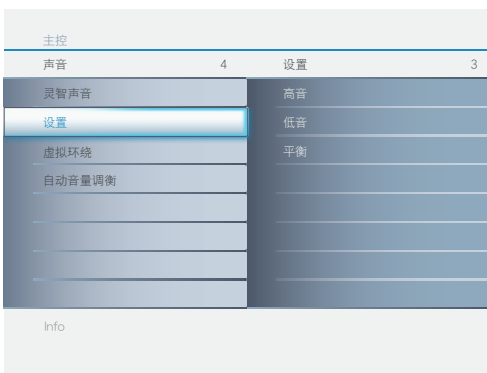 主控
声音 4 设置 3
灵智声音 高音
设置 低音
虚拟环绕 平衡
自动音量调衡
Info